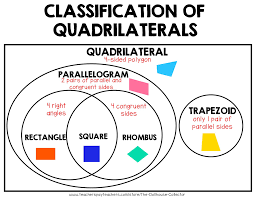 CLASSIFICATION OF
QUADRILATERALS
QUADRILATERAL
4-sided polygon
PARALLELOGRAM
2 pairs of parallel and
congruent sides
4 right
angles
4 congruent
sides
TRAPEZOID
only 1 pair of
parallel sides
RECTANGLE
SQUARE
RHOMBUS